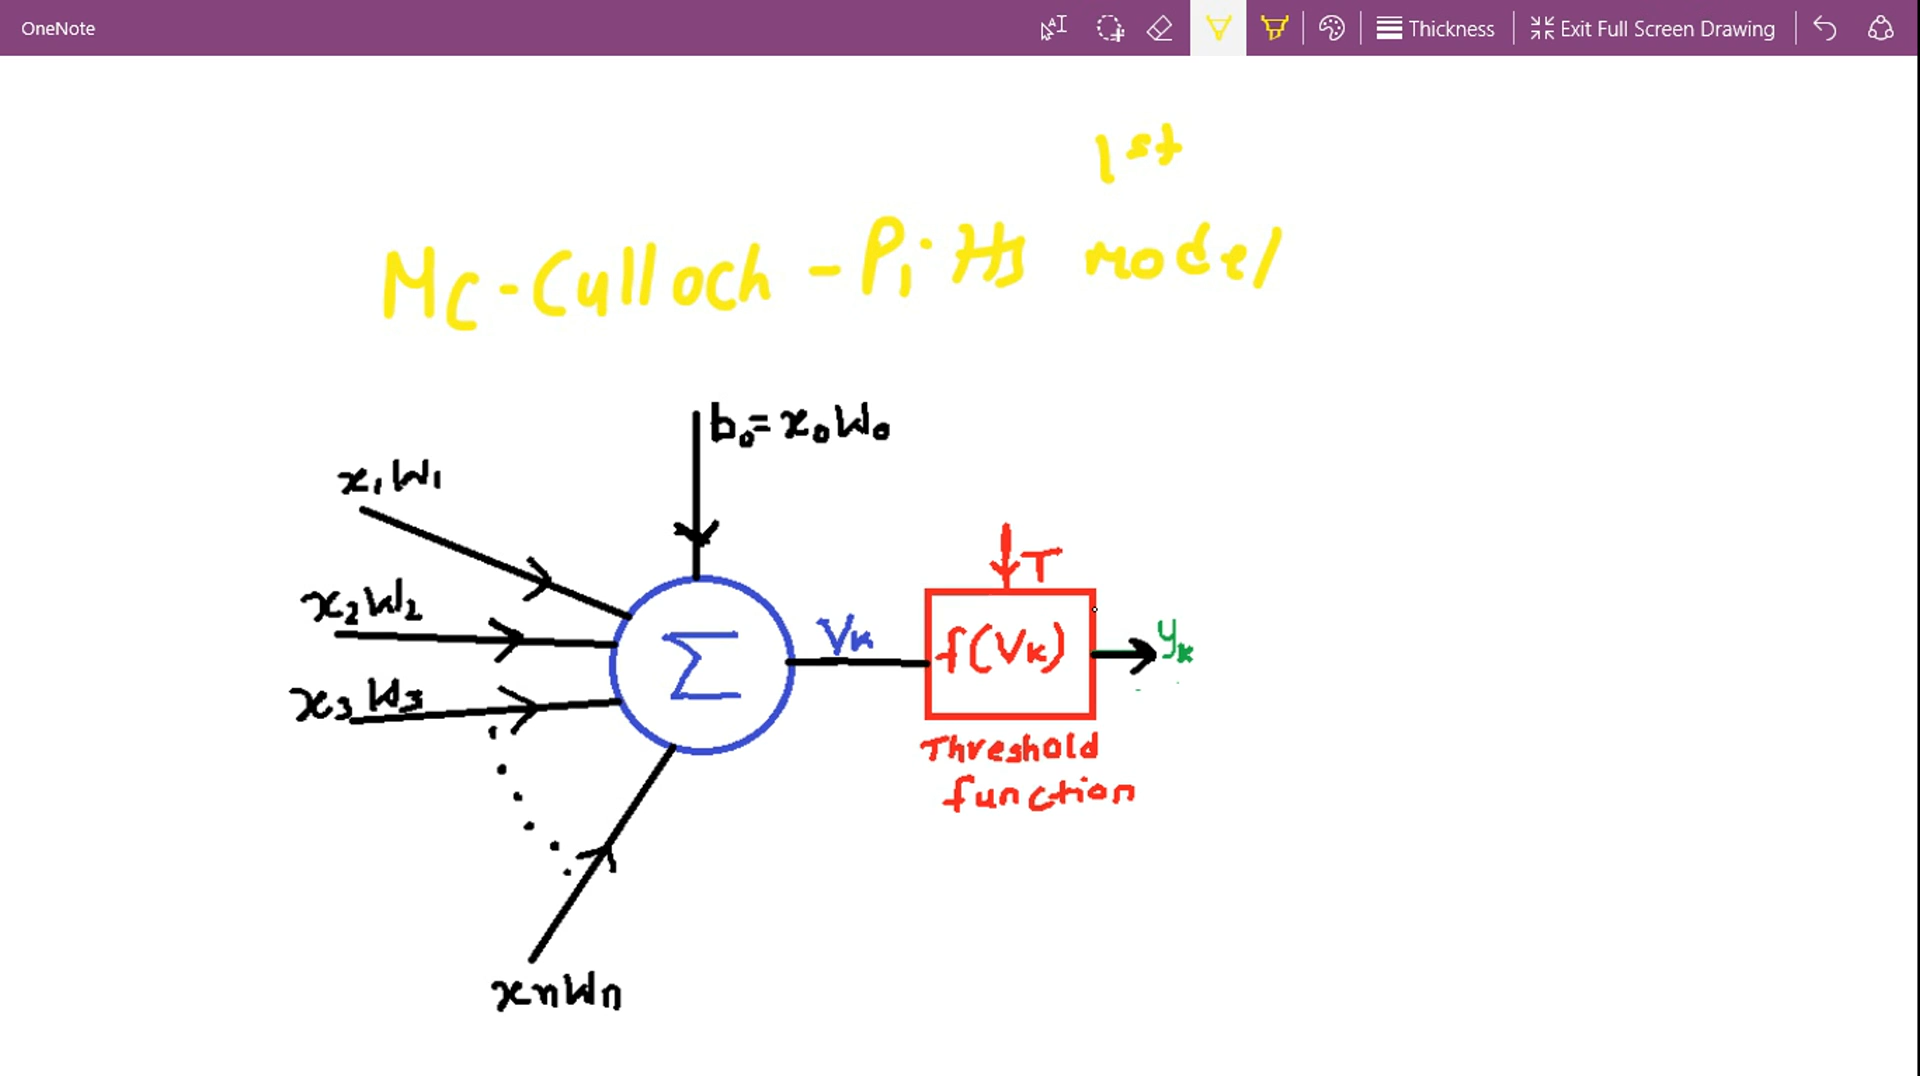 OneNote
Thickness
Exit Full Screen Drawing
1st
Mc-Culloch - Pitts model
b₀ = x₀W₀
x₁W₁
x₂W₂
x₃W₃
xnWn
Σ
Vk
T
f(Vk)
yk
Threshold
function